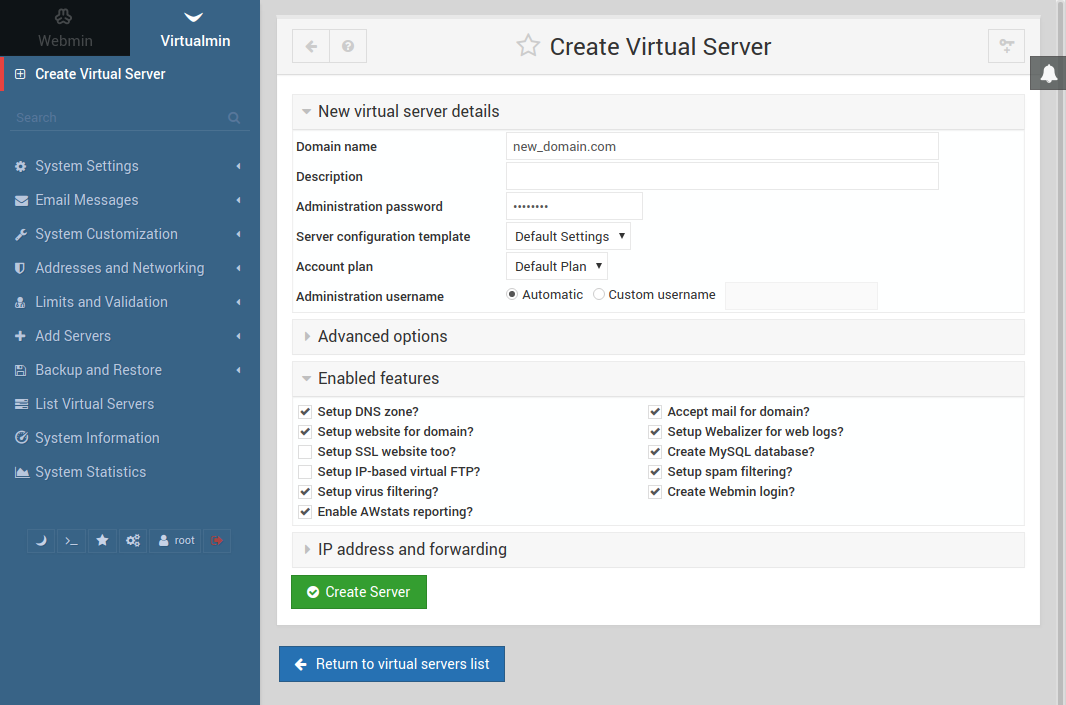 Webmin
Virtualmin
Create Virtual Server
Search
System Settings
Email Messages
System Customization
Addresses and Networking
Limits and Validation
Add Servers
Backup and Restore
List Virtual Servers
System Information
System Statistics
root
Create Virtual Server
New virtual server details
Domain name new_domain.com
Description
Administration password ••••••••
Server configuration template Default Settings
Account plan Default Plan
Administration username Automatic Custom username
Advanced options
Enabled features
Setup DNS zone? Accept mail for domain?
Setup website for domain? Setup Webalizer for web logs?
Setup SSL website too? Create MySQL database?
Setup IP-based virtual FTP? Setup spam filtering?
Setup virus filtering? Create Webmin login?
Enable AWstats reporting?
IP address and forwarding
Create Server
Return to virtual servers list